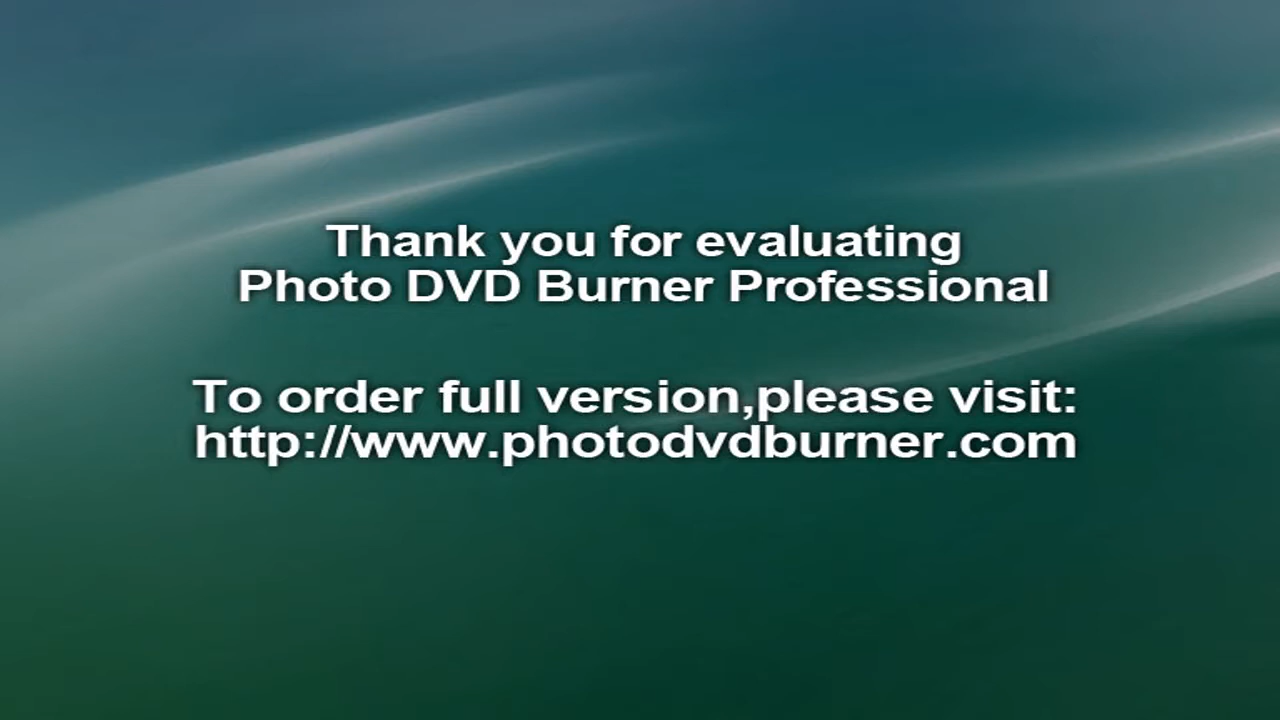 Thank you for evaluating
Photo DVD Burner Professional
To order full version,please visit:
http://www.photodvdburner.com